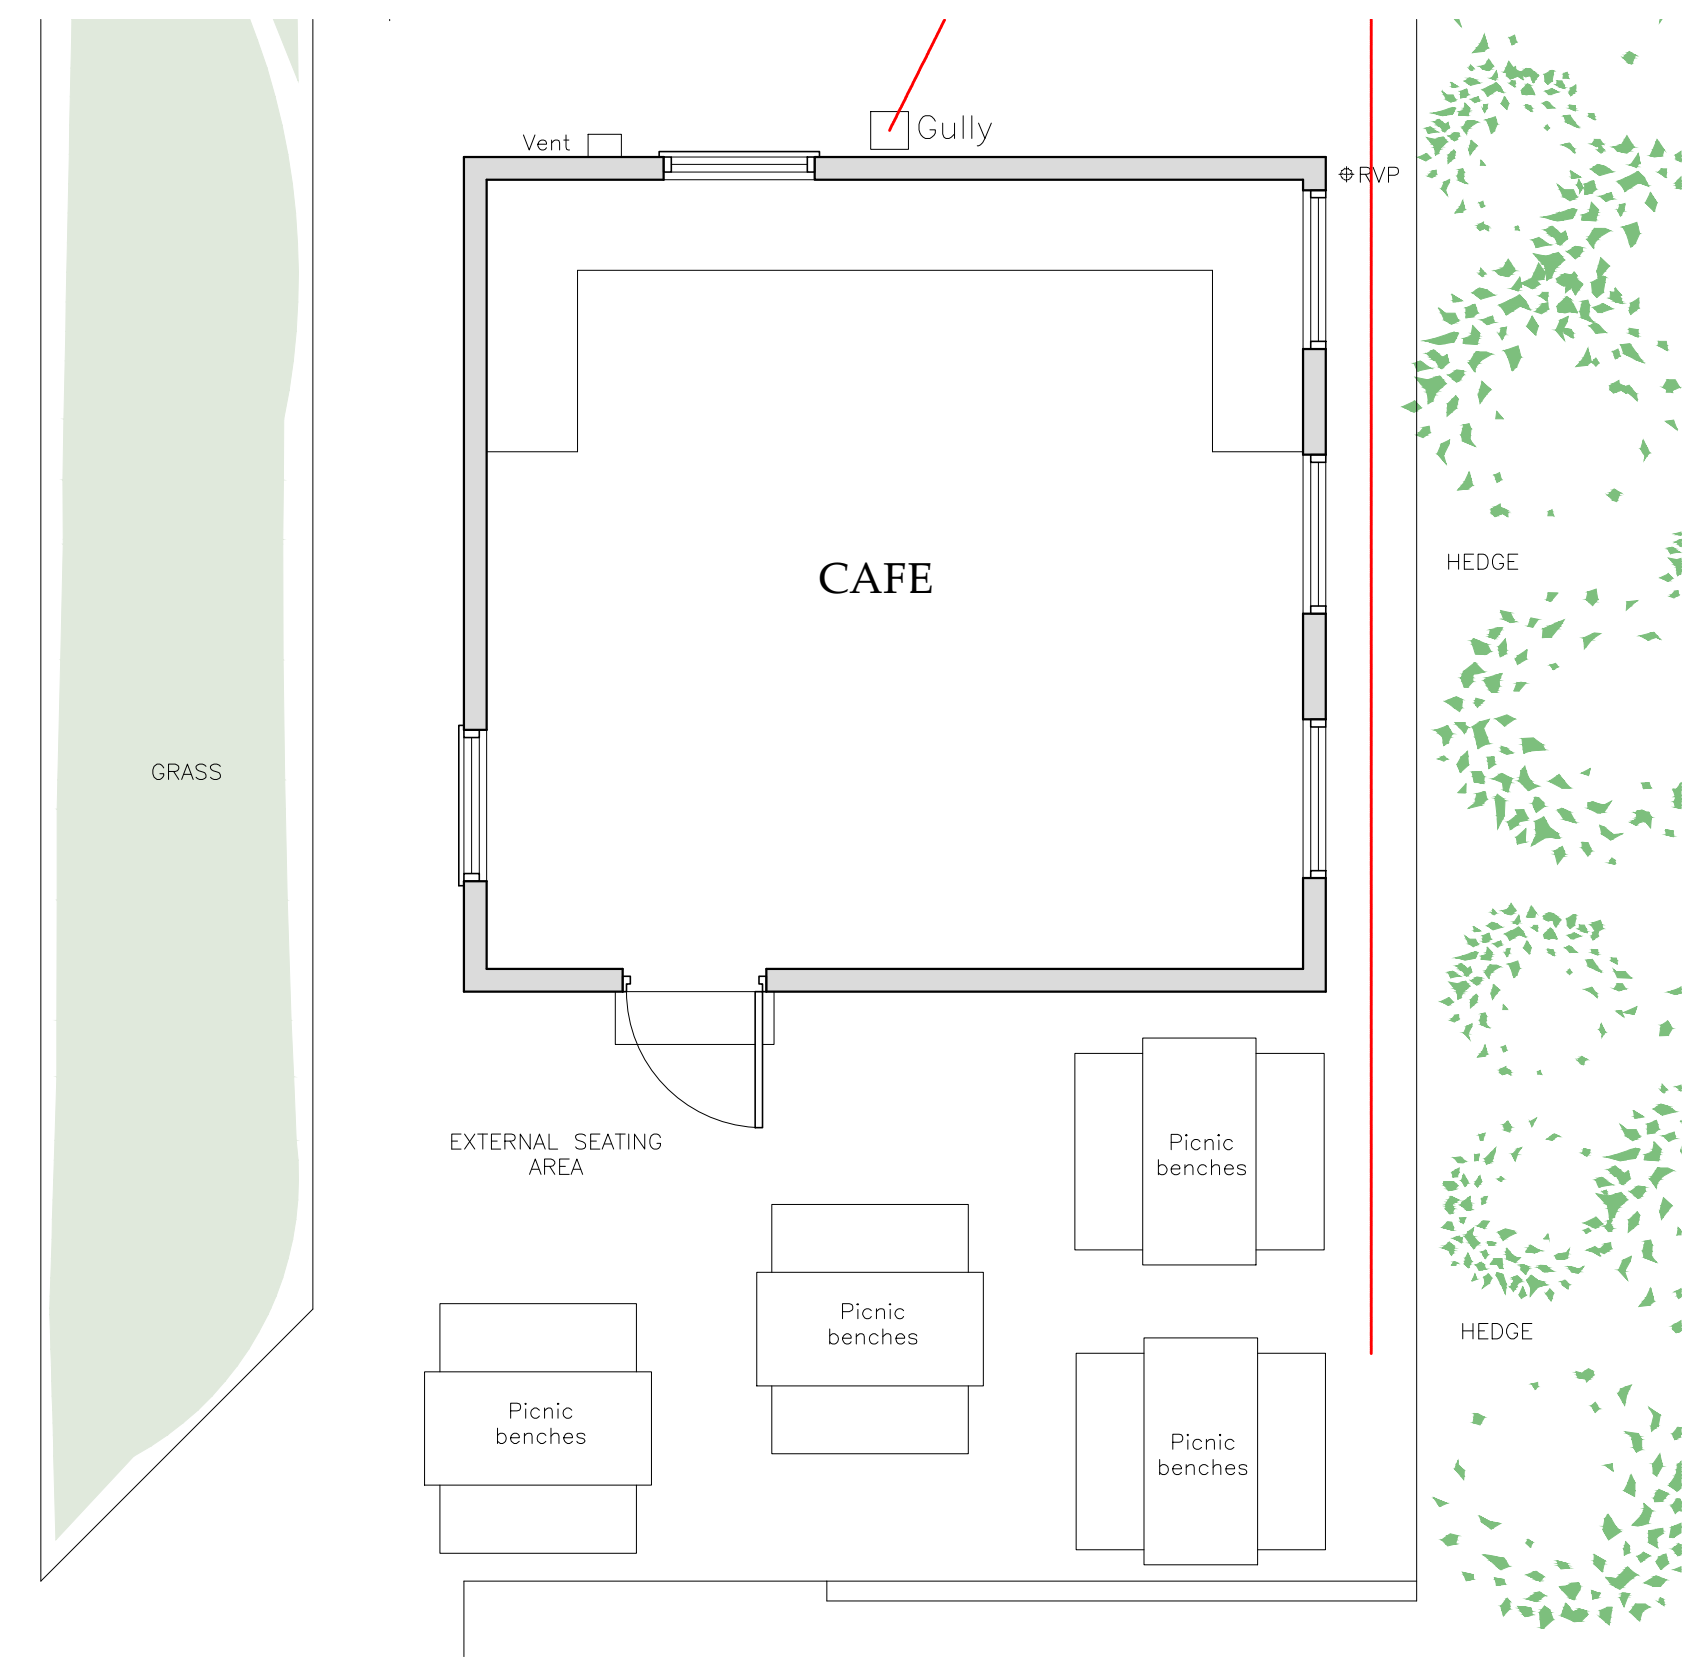 Vent
Gully
RVP
HEDGE
CAFE
GRASS
EXTERNAL SEATING
AREA
Picnic
benches
Picnic
benches
HEDGE
Picnic
benches
Picnic
benches